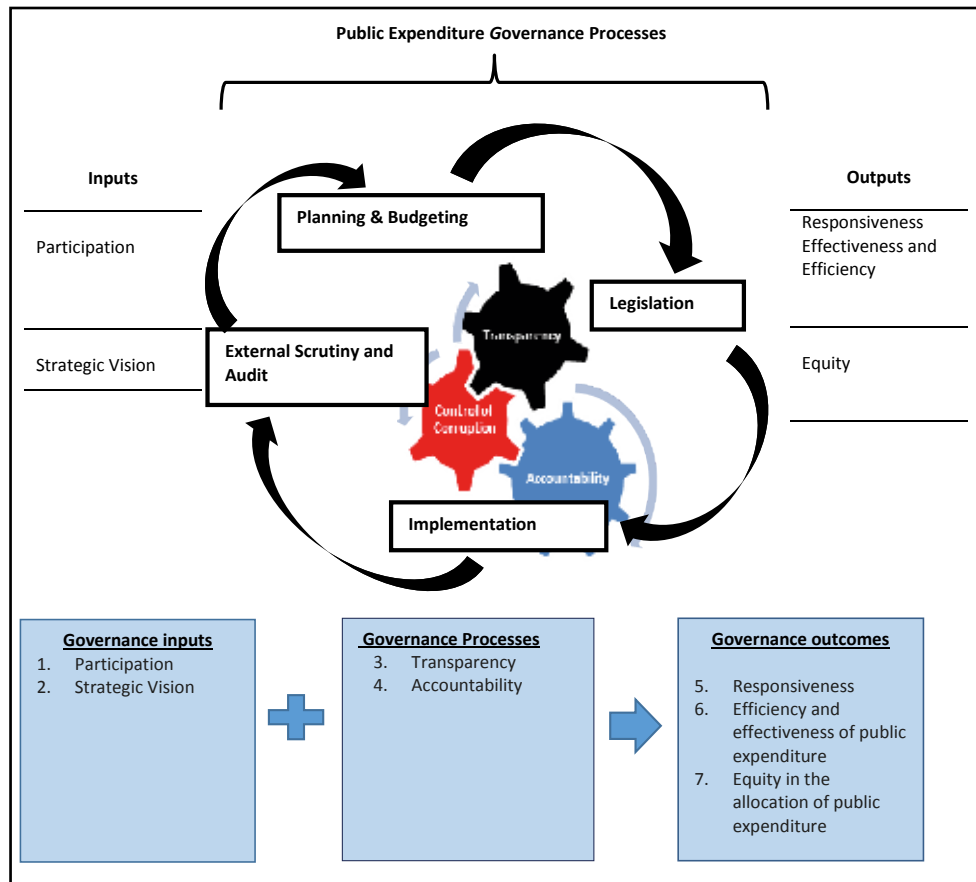 Public Expenditure Governance Processes
Inputs
Outputs
Participation
Strategic Vision
Planning & Budgeting
Legislation
External Scrutiny and
Audit
Implementation
Transparency
Control of
Corruption
Accountability
Responsiveness
Effectiveness and
Efficiency
Equity
Governance inputs
1. Participation
2. Strategic Vision
Governance Processes
3. Transparency
4. Accountability
Governance outcomes
5. Responsiveness
6. Efficiency and
effectiveness of public
expenditure
7. Equity in the
allocation of public
expenditure